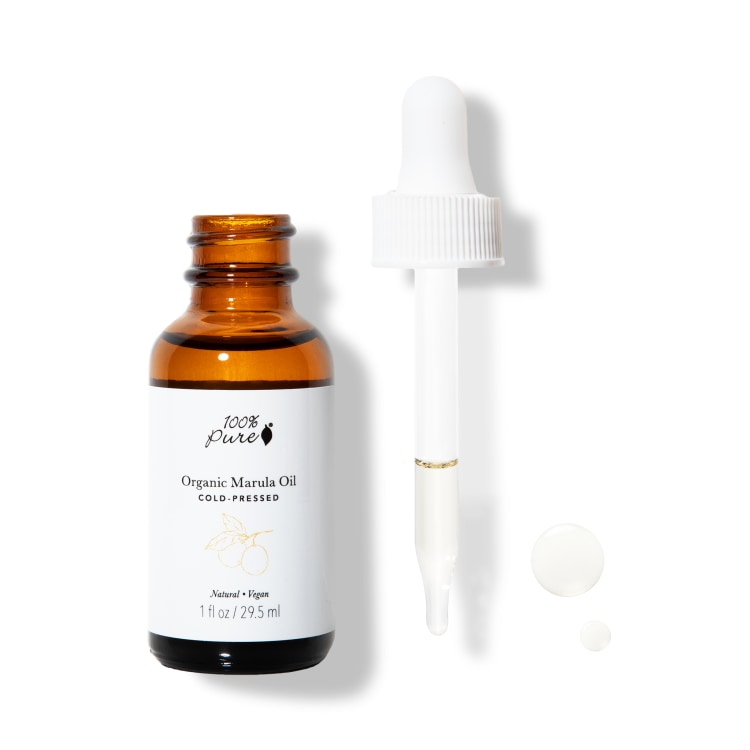 100%
pure
Organic Marula Oil
COLD-PRESSED
Natural • Vegan
1 fl oz / 29.5 ml